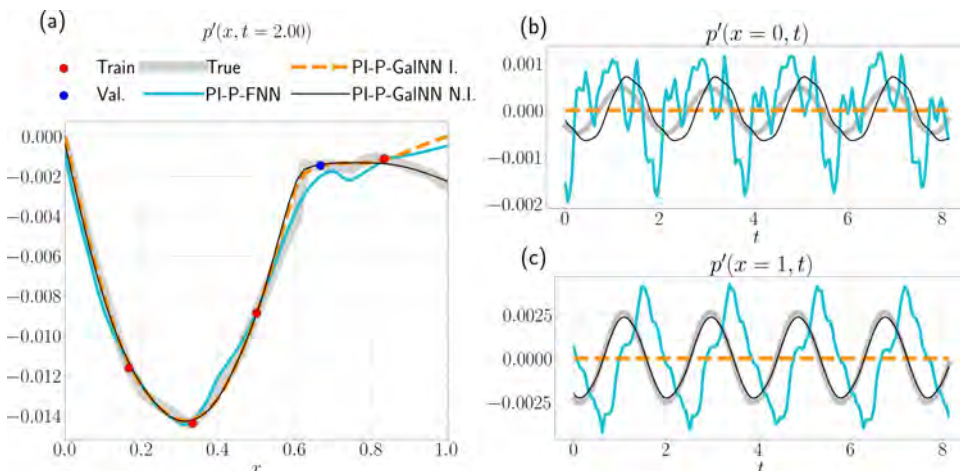 (a)
p′(x, t = 2.00)
Train True PI-P-GalNN I.
Val. PI-P-FNN PI-P-GalNN N.I.
0.000
−0.002
−0.004
−0.006
−0.008
−0.010
−0.012
−0.014
0.0 0.2 0.4 0.6 0.8 1.0
x
(b)
p′(x = 0, t)
0.001
0.000
−0.001
−0.002
0 2 4 6 8
t
(c)
p′(x = 1, t)
0.0025
0.0000
−0.0025
0 2 4 6 8
t